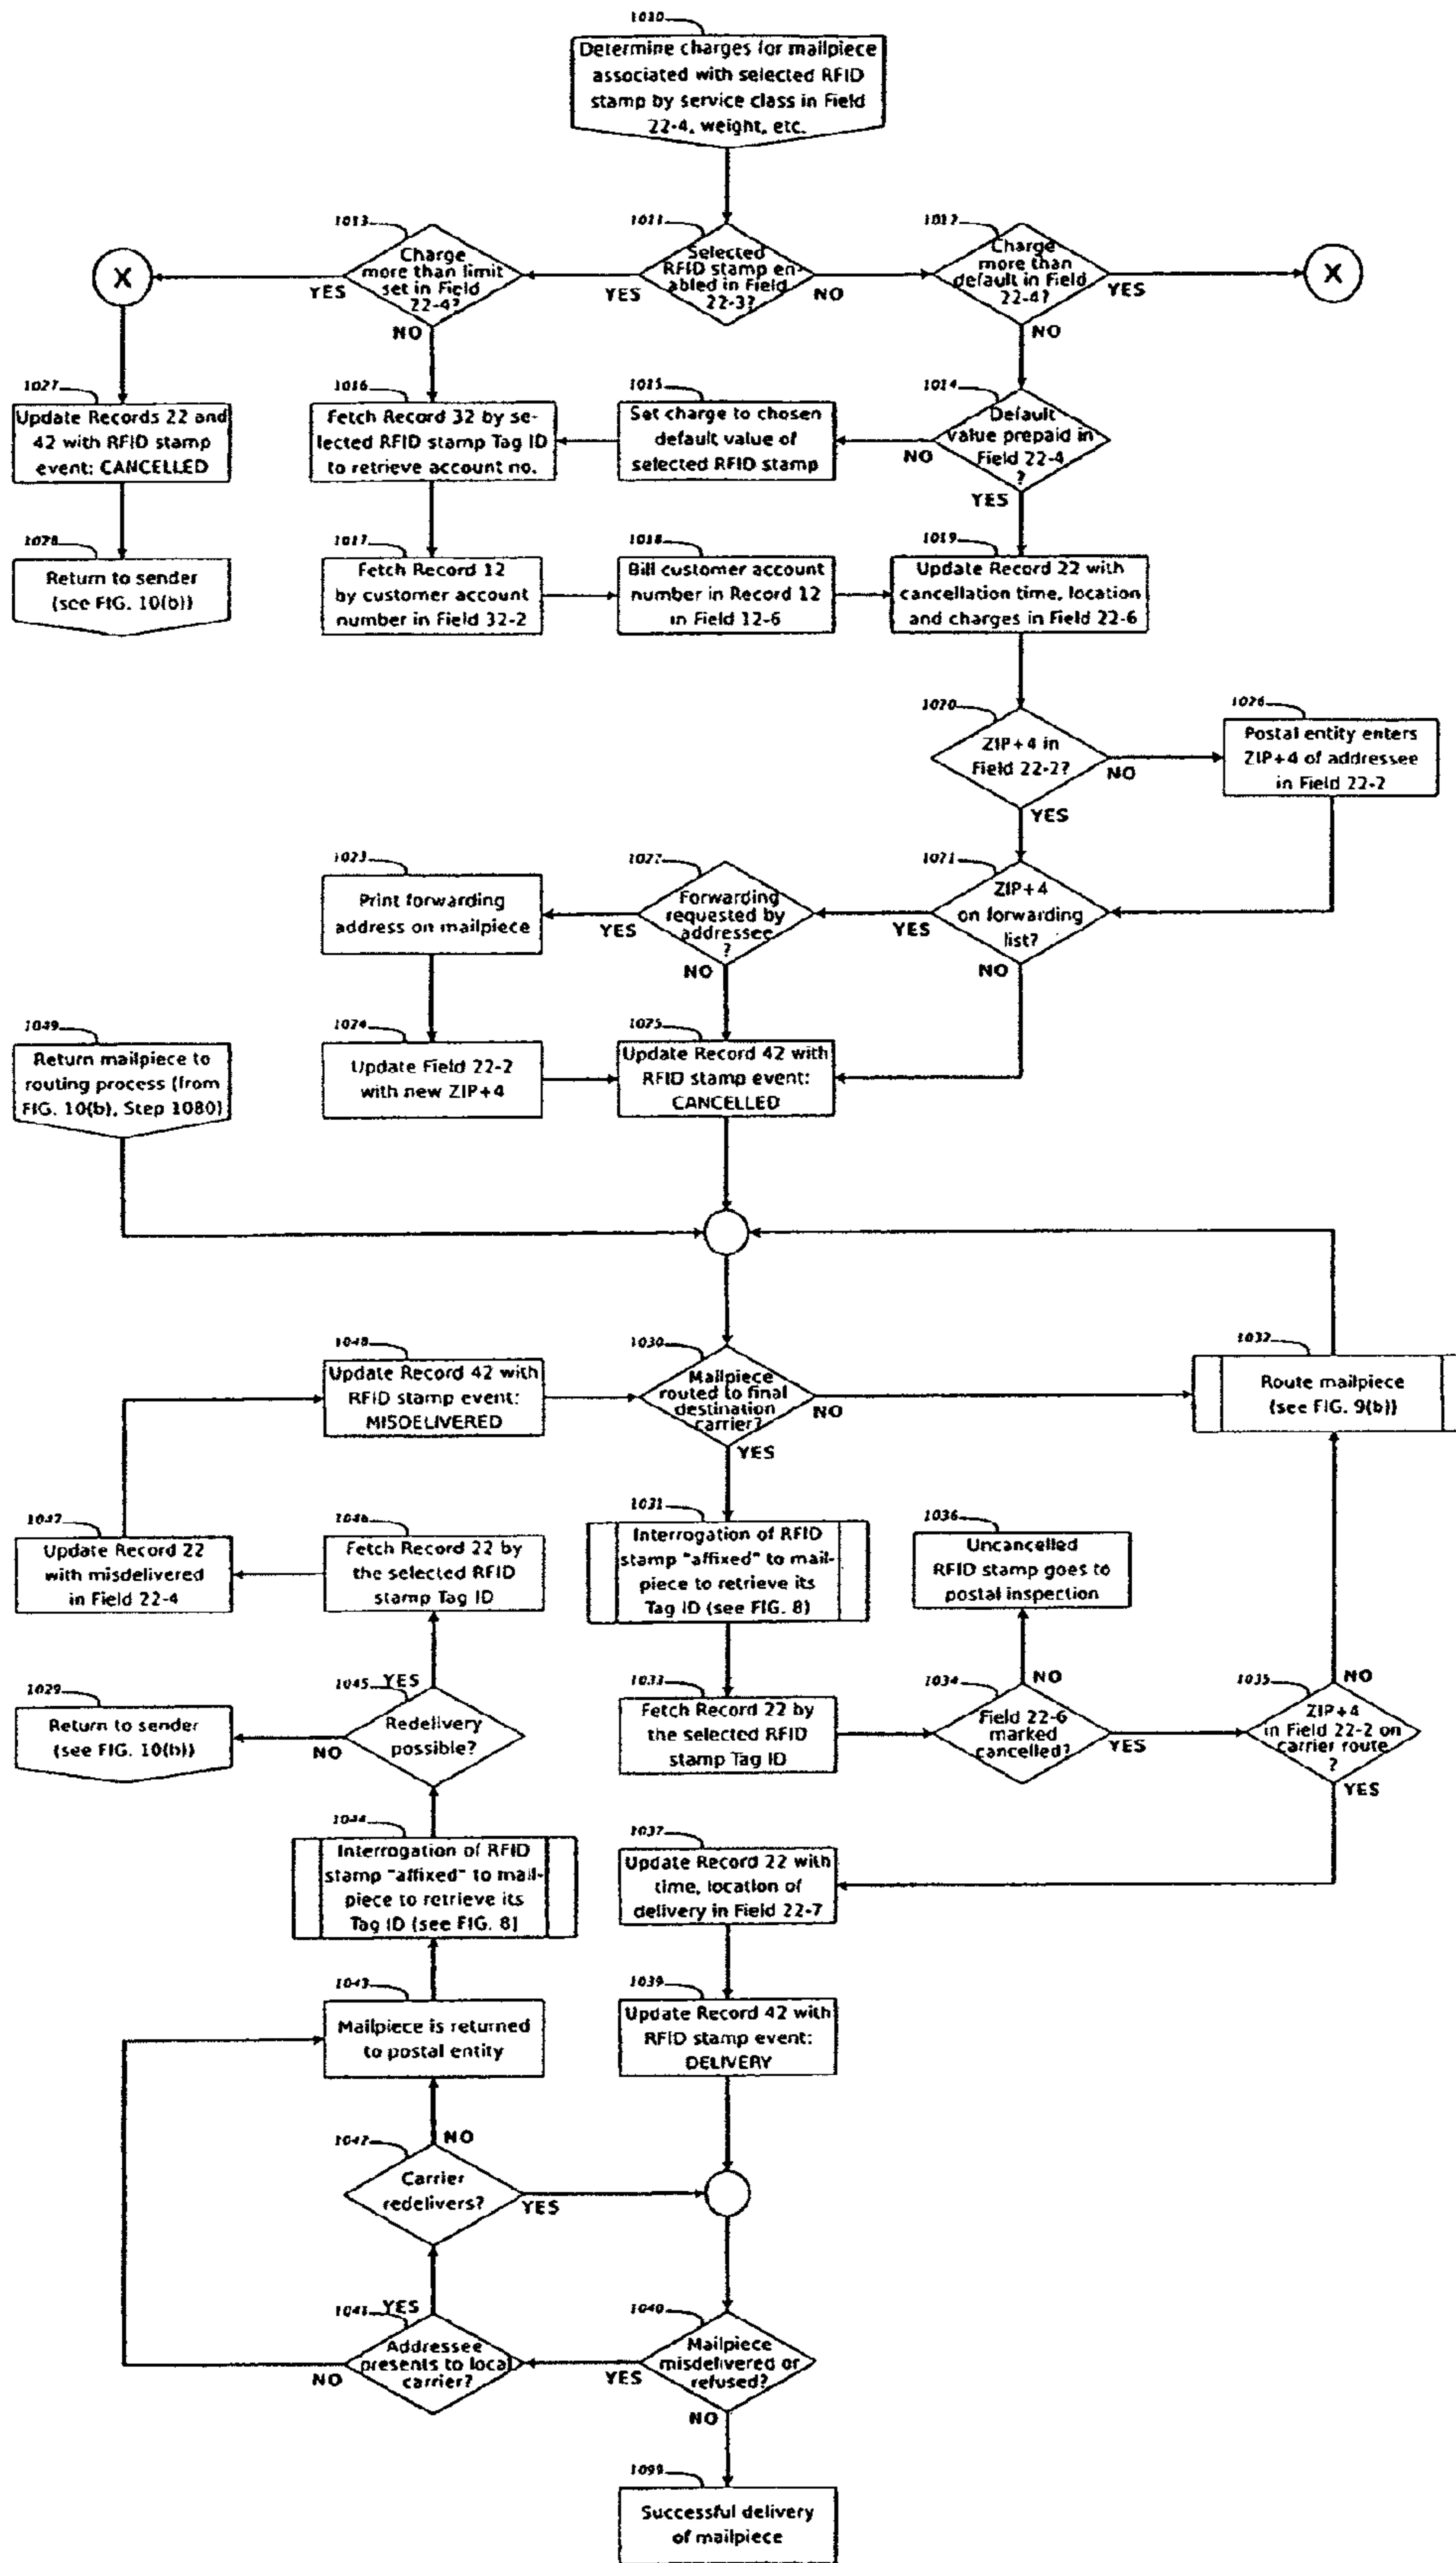 1010
Determine charges for mailpiece
associated with selected RFID
stamp by service class in Field
22-4, weight, etc.
1013
Charge
more than limit
set in Field
22-4?
YES
NO
1011
Selected
RFID stamp en-
abled in Field
22-3?
YES
NO
1012
Charge
more than
default in Field
22-4?
YES
NO
X
X
1027
Update Records 22 and
42 with RFID stamp
event: CANCELLED
1016
Fetch Record 32 by se-
lected RFID stamp Tag ID
to retrieve account no.
1015
Set charge to chosen
default value of
selected RFID stamp
1014
Default
value prepaid in
Field 22-4
?
NO
YES
1028
Return to sender
(see FIG. 10(b))
1017
Fetch Record 12
by customer account
number in Field 32-2
1018
Bill customer account
number in Record 12
in Field 12-6
1019
Update Record 22 with
cancellation time, location
and charges in Field 22-6
1020
ZIP+4 in
Field 22-2?
NO
YES
1026
Postal entity enters
ZIP+4 of addressee
in Field 22-2
1023
Print forwarding
address on mailpiece
1022
Forwarding
requested by
addressee
?
YES
NO
1021
ZIP+4
on forwarding
list?
YES
NO
1049
Return mailpiece to
routing process (from
FIG. 10(b), Step 1080)
1024
Update Field 22-2
with new ZIP+4
1025
Update Record 42 with
RFID stamp event:
CANCELLED
1048
Update Record 42 with
RFID stamp event:
MISDELIVERED
1030
Mailpiece
routed to final
destination
carrier?
NO
YES
1032
Route mailpiece
(see FIG. 9(b))
1047
Update Record 22
with misdelivered
in Field 22-4
1046
Fetch Record 22 by
the selected RFID
stamp Tag ID
1031
Interrogation of RFID
stamp "affixed" to mail-
piece to retrieve its
Tag ID (see FIG. 8)
1036
Uncancelled
RFID stamp goes to
postal inspection
1029
Return to sender
(see FIG. 10(b))
1045
YES
Redelivery
possible?
NO
1033
Fetch Record 22 by
the selected RFID
stamp Tag ID
1034
NO
Field 22-6
marked
cancelled?
YES
1035
NO
ZIP+4
in Field 22-2 on
carrier route
?
YES
1044
Interrogation of RFID
stamp "affixed" to mail-
piece to retrieve its
Tag ID (see FIG. 8)
1037
Update Record 22 with
time, location of
delivery in Field 22-7
1043
Mailpiece is returned
to postal entity
1039
Update Record 42 with
RFID stamp event:
DELIVERY
1042
NO
Carrier
redelivers?
YES
1041
YES
Addressee
presents to local
carrier?
NO
1040
Mailpiece
misdelivered or
refused?
YES
NO
1099
Successful delivery
of mailpiece